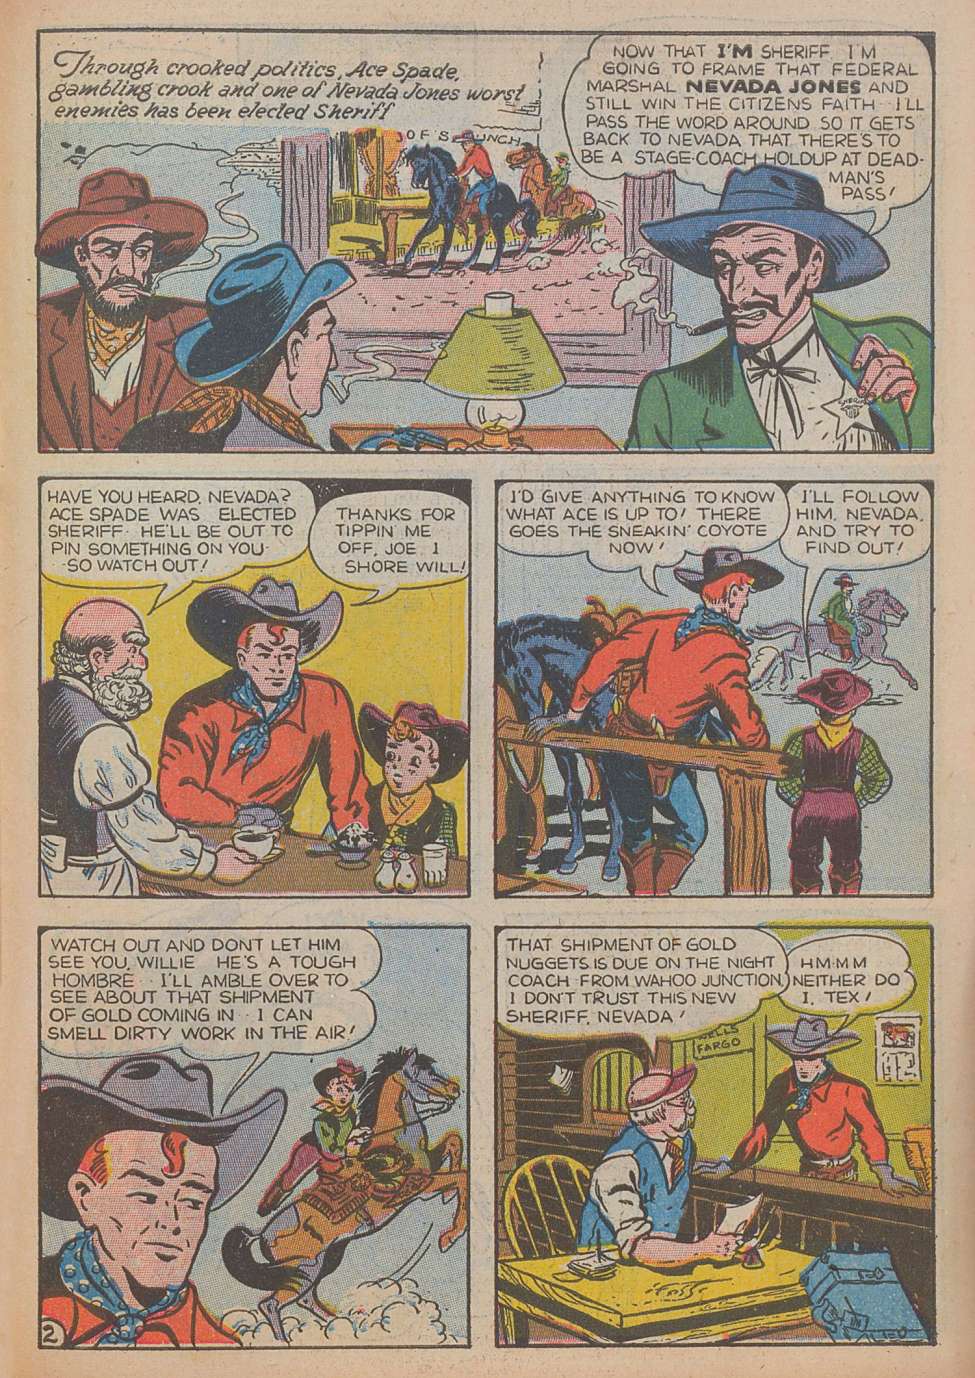 Through crooked politics, Ace Spade,
gambling crook and one of Nevada Jones worst
enemies has been elected Sheriff
NOW THAT I'M SHERIFF, I'M
GOING TO FRAME THAT FEDERAL
MARSHAL NEVADA JONES AND
STILL WIN THE CITIZENS FAITH - I'LL
PASS THE WORD AROUND, SO IT GETS
BACK TO NEVADA THAT THERE'S TO
BE A STAGE-COACH HOLDUP AT DEAD-
MAN'S
PASS!
SHERIFF
HAVE YOU HEARD, NEVADA?
ACE SPADE WAS ELECTED
SHERIFF - HE'LL BE OUT TO
PIN SOMETHING ON YOU -
- SO WATCH OUT!
THANKS FOR
TIPPIN ME
OFF, JOE. I
SHORE WILL!
I'D GIVE ANYTHING TO KNOW
WHAT ACE IS UP TO! THERE
GOES THE SNEAKIN' COYOTE
NOW!
I'LL FOLLOW
HIM, NEVADA,
AND TRY TO
FIND OUT!
WATCH OUT AND DONT LET HIM
SEE YOU, WILLIE - HE'S A TOUGH
HOMBRE - I'LL AMBLE OVER TO
SEE ABOUT THAT SHIPMENT
OF GOLD COMING IN - I CAN
SMELL DIRTY WORK IN THE AIR!
2
THAT SHIPMENT OF GOLD
NUGGETS IS DUE ON THE NIGHT
COACH - FROM WAHOO JUNCTION,
I DON'T TRUST THIS NEW
SHERIFF, NEVADA!
HM-MM
NEITHER DO
I, TEX!
WELLS
FARGO